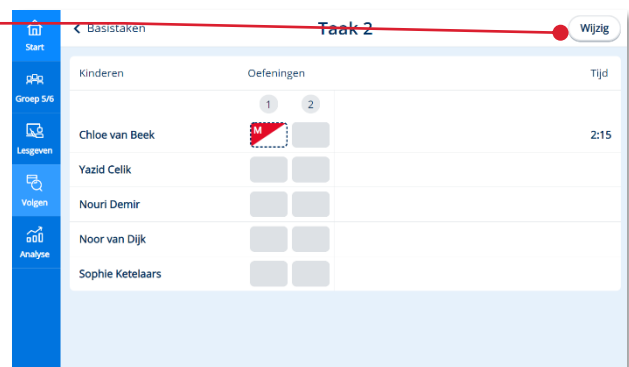 Start
Groep 5/6
Lesgeven
Volgen
Analyse
Basistaken
Taak 2
Wijzig
Kinderen Oefeningen Tijd
1 2
Chloe van Beek M 2:15
Yazid Celik
Nouri Demir
Noor van Dijk
Sophie Ketelaars